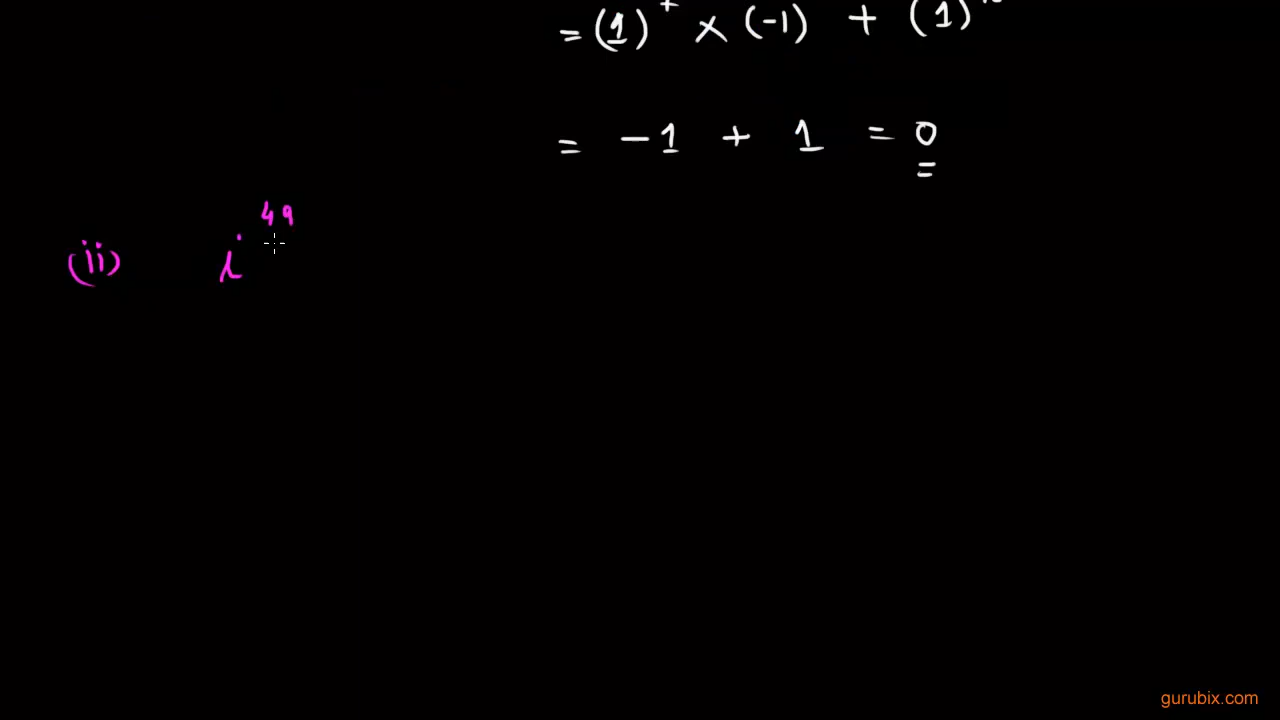 = (1) × (-1) + (1)
= -1 + 1 = 0
(ii) i^49
gurubix.com